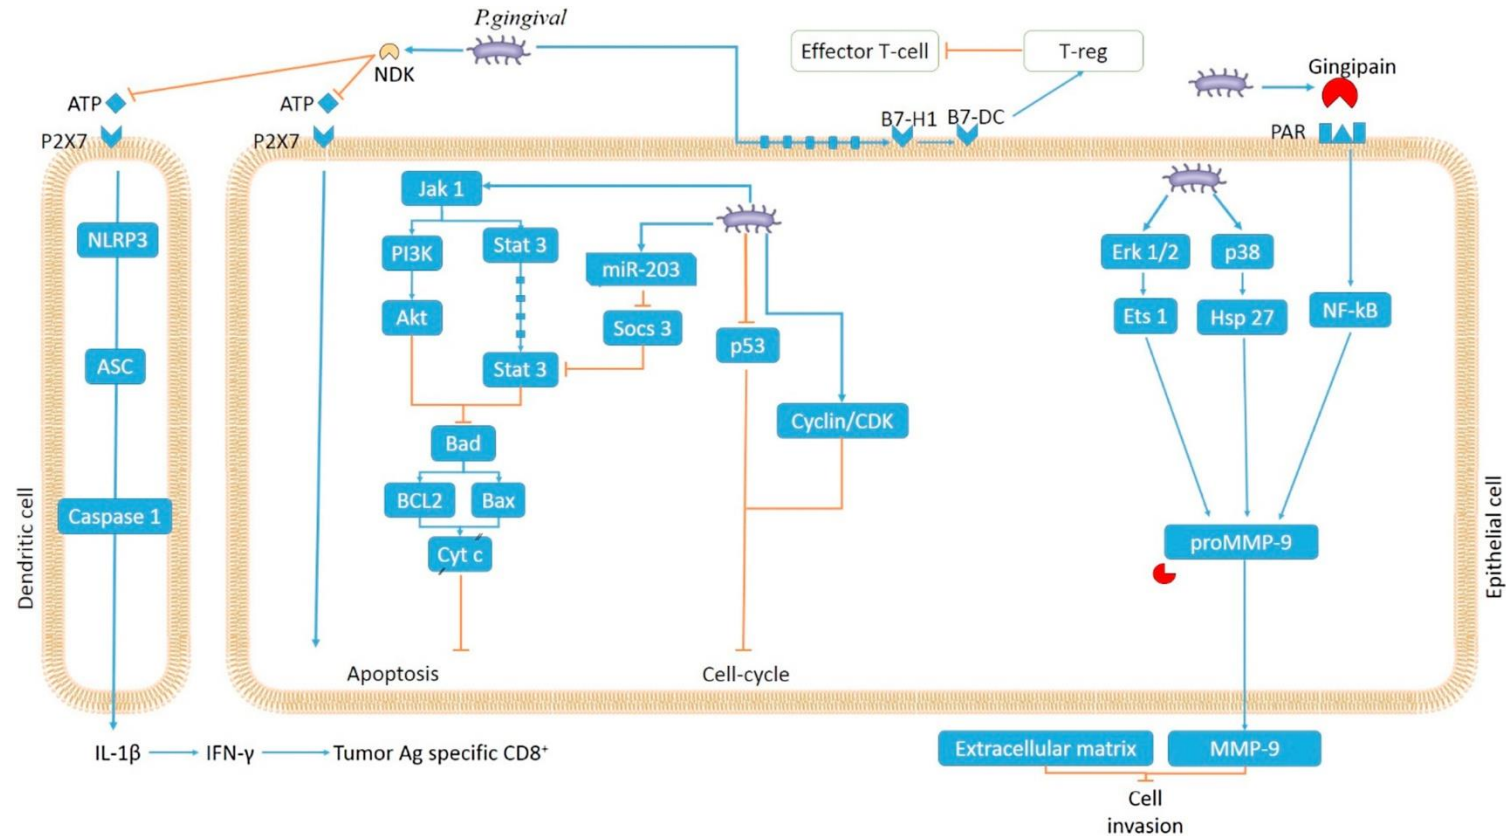 P.gingival
NDK
ATP
P2X7
ATP
P2X7
Effector T-cell
T-reg
B7-H1
B7-DC
Gingipain
PAR
NLRP3
ASC
Caspase 1
Dendritic cell
Jak 1
PI3K
Stat 3
Akt
Stat 3
miR-203
Socs 3
p53
Cyclin/CDK
Bad
BCL2
Bax
Cyt c
Apoptosis
Cell-cycle
Erk 1/2
p38
Ets 1
Hsp 27
NF-kB
proMMP-9
Epithelial cell
IL-1β
IFN-γ
Tumor Ag specific CD8⁺
Extracellular matrix
MMP-9
Cell
invasion